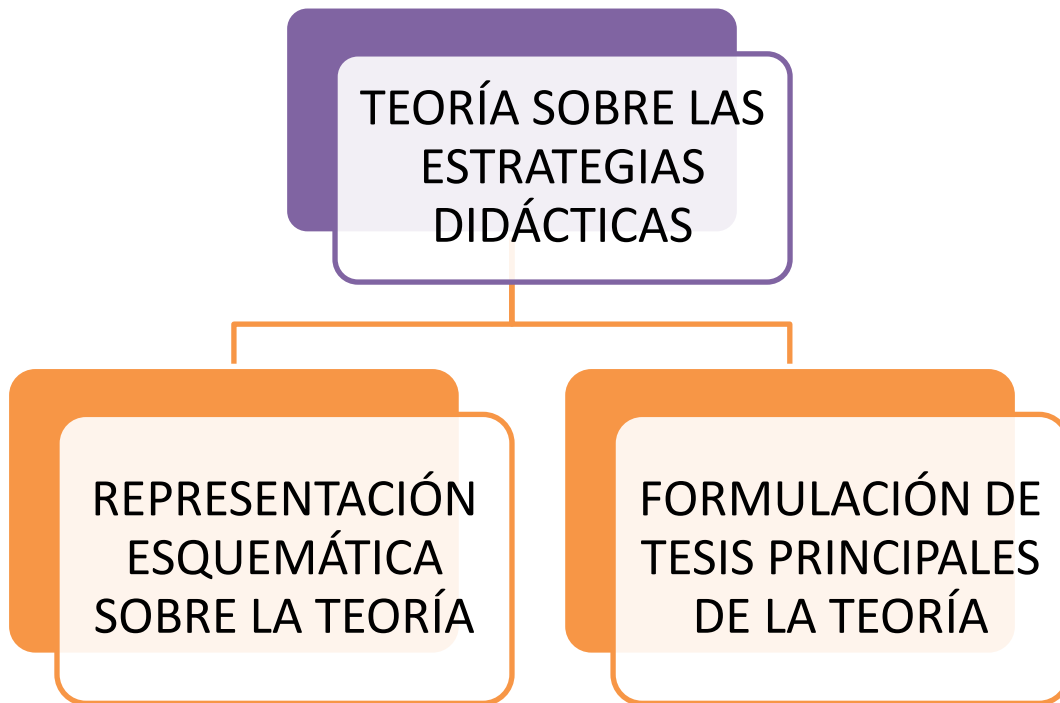 TEORÍA SOBRE LAS
ESTRATEGIAS
DIDÁCTICAS
REPRESENTACIÓN
ESQUEMÁTICA
SOBRE LA TEORÍA
FORMULACIÓN DE
TESIS PRINCIPALES
DE LA TEORÍA